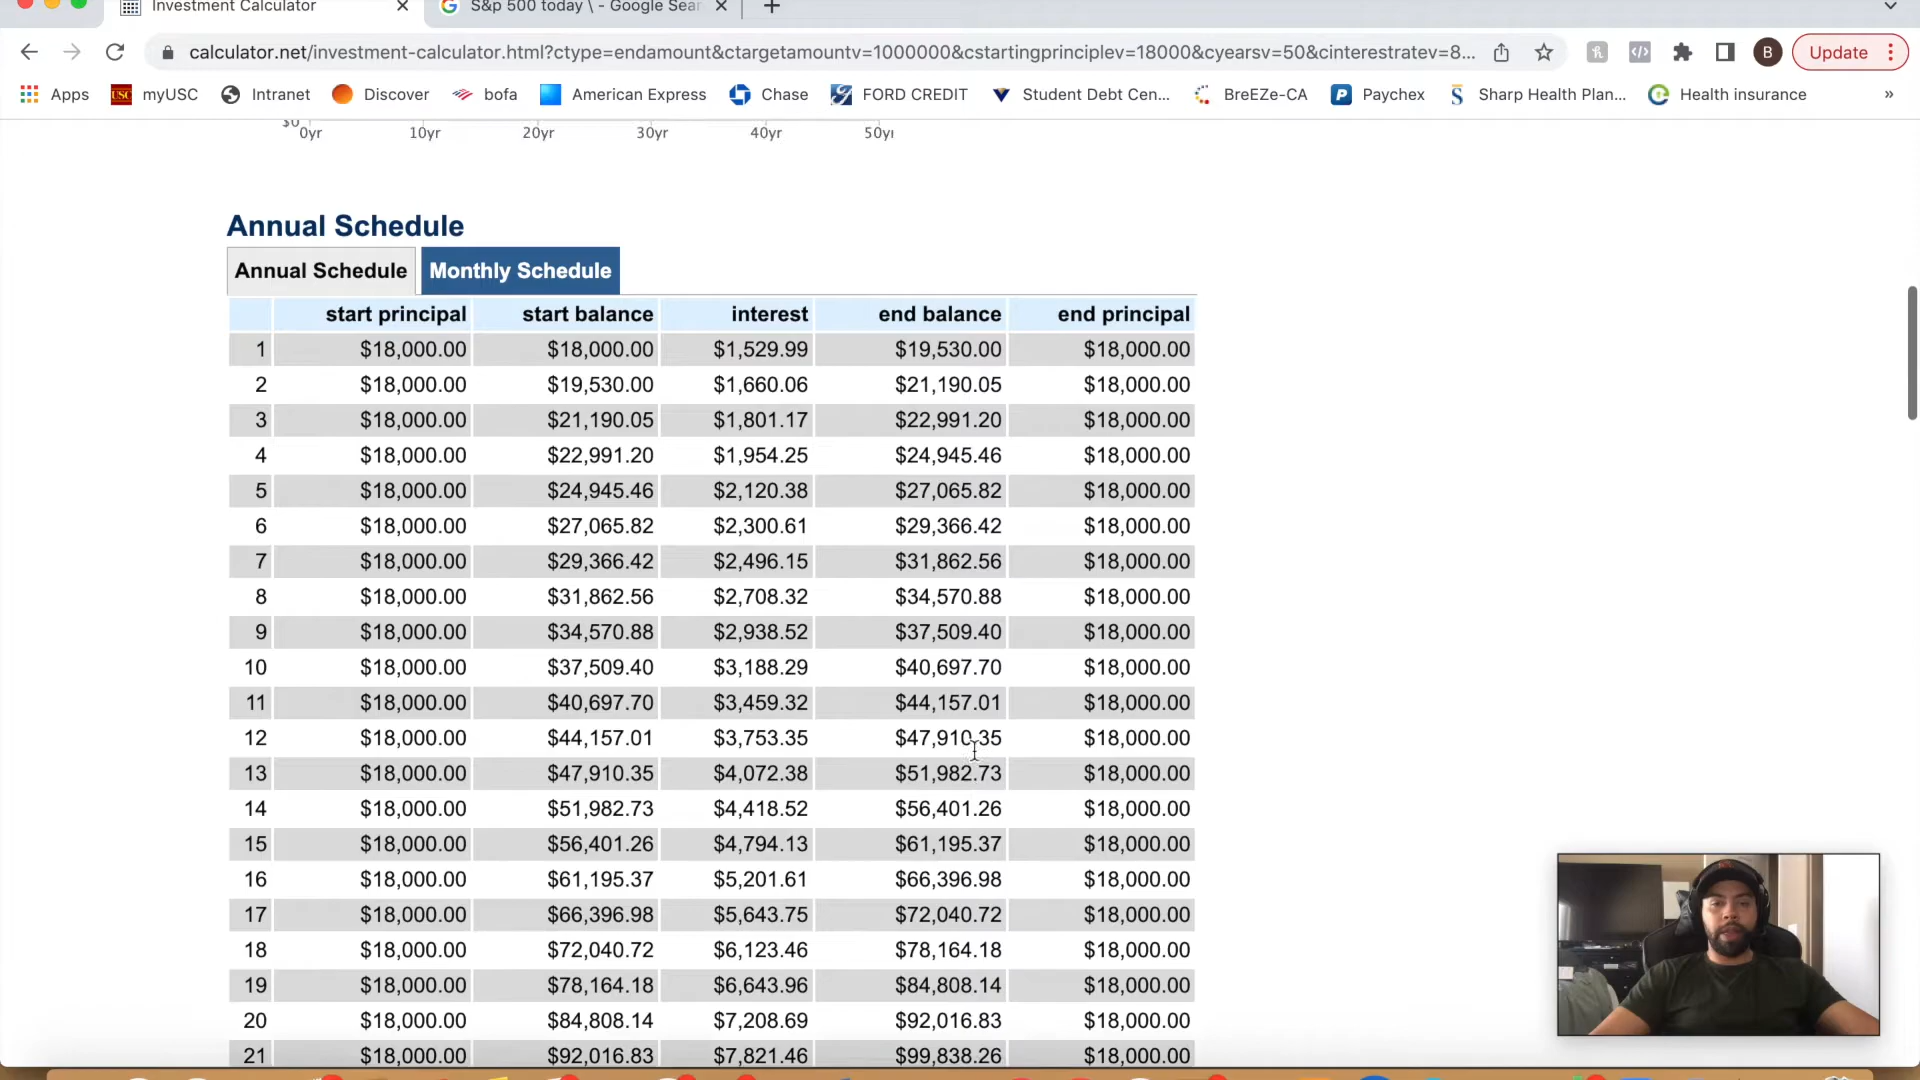 Investment Calculator
S&p 500 today \ - Google Sear
calculator.net/investment-calculator.html?ctype=endamount&ctargetamountv=1000000&cstartingprinciplev=18000&cyearsv=50&cinterestratev=8...
B
Update
Apps
USC myUSC
Intranet
Discover
bofa
American Express
Chase
FORD CREDIT
Student Debt Cen...
BreEZe-CA
P Paychex
S Sharp Health Plan...
Health insurance
»
$0
0yr 10yr 20yr 30yr 40yr 50yr
Annual Schedule
Annual Schedule Monthly Schedule
start principal start balance interest end balance end principal
1 $18,000.00 $18,000.00 $1,529.99 $19,530.00 $18,000.00
2 $18,000.00 $19,530.00 $1,660.06 $21,190.05 $18,000.00
3 $18,000.00 $21,190.05 $1,801.17 $22,991.20 $18,000.00
4 $18,000.00 $22,991.20 $1,954.25 $24,945.46 $18,000.00
5 $18,000.00 $24,945.46 $2,120.38 $27,065.82 $18,000.00
6 $18,000.00 $27,065.82 $2,300.61 $29,366.42 $18,000.00
7 $18,000.00 $29,366.42 $2,496.15 $31,862.56 $18,000.00
8 $18,000.00 $31,862.56 $2,708.32 $34,570.88 $18,000.00
9 $18,000.00 $34,570.88 $2,938.52 $37,509.40 $18,000.00
10 $18,000.00 $37,509.40 $3,188.29 $40,697.70 $18,000.00
11 $18,000.00 $40,697.70 $3,459.32 $44,157.01 $18,000.00
12 $18,000.00 $44,157.01 $3,753.35 $47,910.35 $18,000.00
13 $18,000.00 $47,910.35 $4,072.38 $51,982.73 $18,000.00
14 $18,000.00 $51,982.73 $4,418.52 $56,401.26 $18,000.00
15 $18,000.00 $56,401.26 $4,794.13 $61,195.37 $18,000.00
16 $18,000.00 $61,195.37 $5,201.61 $66,396.98 $18,000.00
17 $18,000.00 $66,396.98 $5,643.75 $72,040.72 $18,000.00
18 $18,000.00 $72,040.72 $6,123.46 $78,164.18 $18,000.00
19 $18,000.00 $78,164.18 $6,643.96 $84,808.14 $18,000.00
20 $18,000.00 $84,808.14 $7,208.69 $92,016.83 $18,000.00
21 $18,000.00 $92,016.83 $7,821.46 $99,838.26 $18,000.00